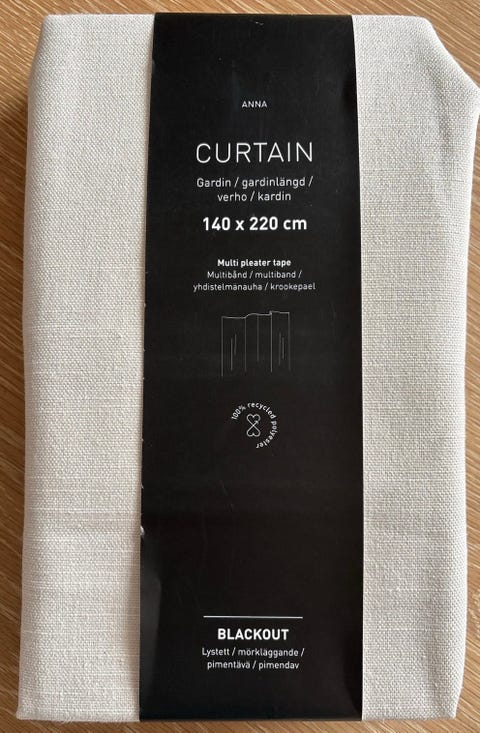 ANNA
CURTAIN
Gardin / gardinlängd /
verho / kardin
140 x 220 cm
Multi pleater tape
Multibånd / multiband /
yhdistelmänauha / krookepael
100% recycled polyester
BLACKOUT
Lystett / mörkläggande /
pimentävä / pimendav